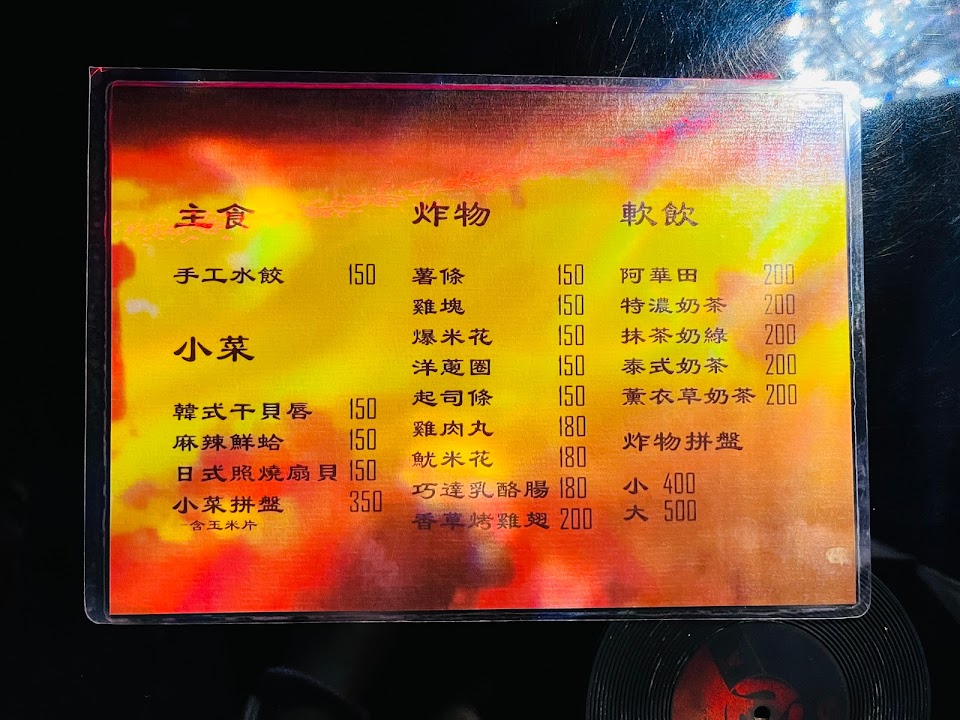 主食
手工水餃 150
小菜
韓式干貝唇 150
麻辣鮮蛤 150
日式照燒扇貝 150
小菜拼盤 350
-含玉米片
炸物
薯條 150
雞塊 150
爆米花 150
洋蔥圈 150
起司條 150
雞肉丸 180
魷米花 180
巧達乳酪腸 180
香草烤雞翅 200
軟飲
阿華田 200
特濃奶茶 200
抹茶奶綠 200
泰式奶茶 200
薰衣草奶茶 200
炸物拼盤
小 400
大 500